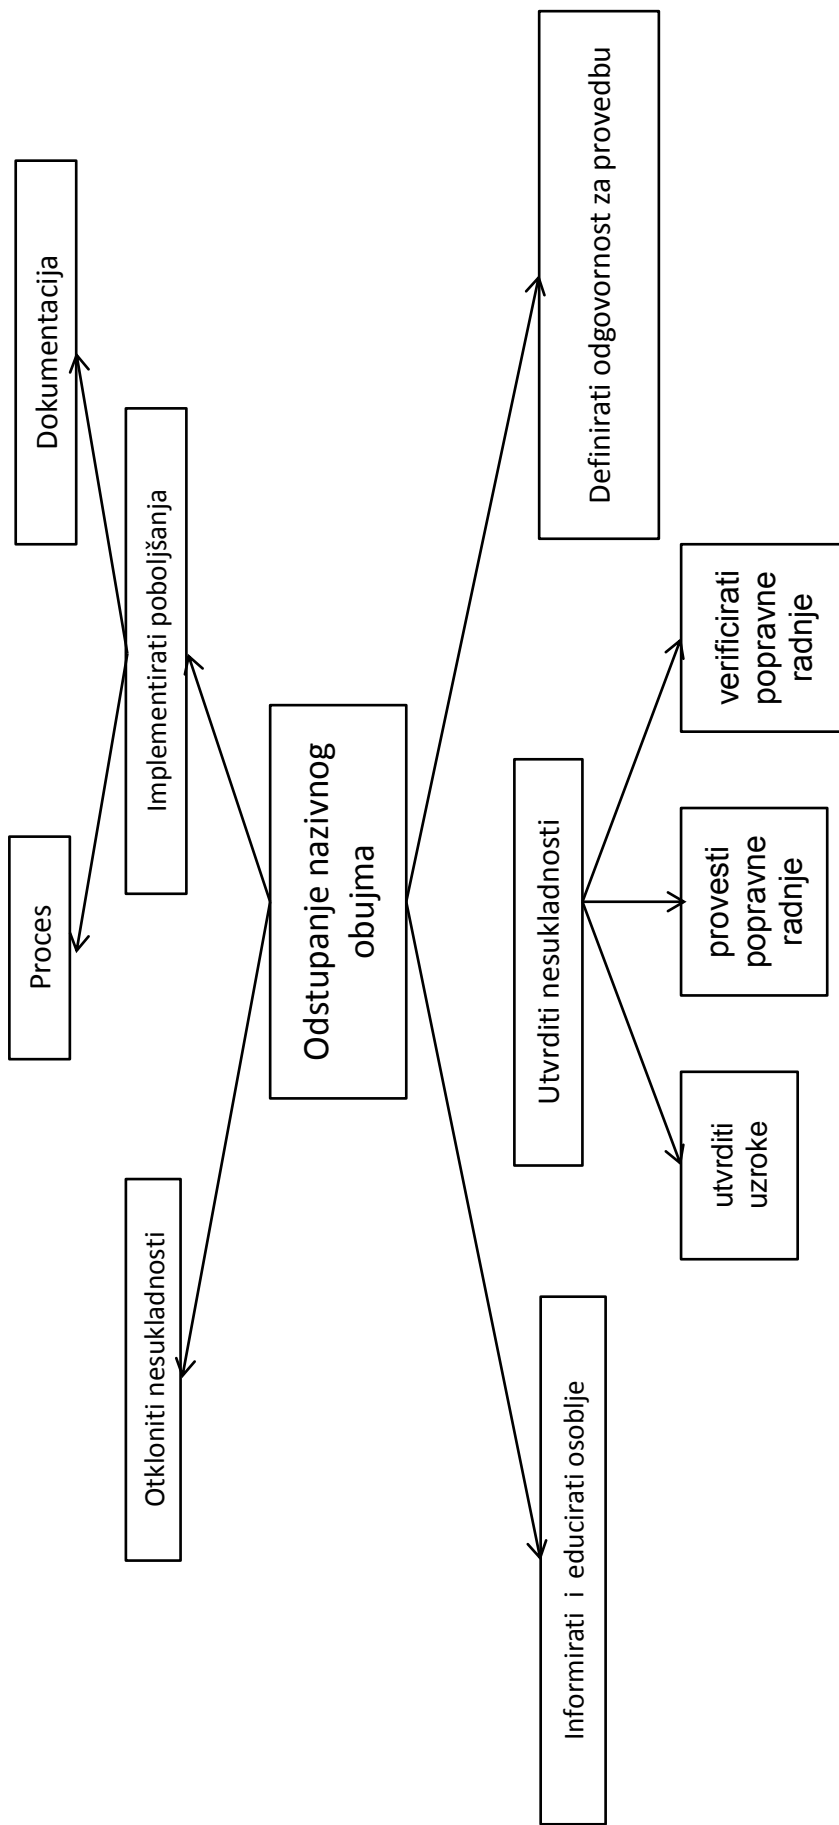 Proces
Dokumentacija
Otkloniti nesukladnosti
Implementirati poboljšanja
Odstupanje nazivnog
obujma
Informirati i educirati osoblje
Utvrditi nesukladnosti
Definirati odgovornost za provedbu
utvrditi
uzroke
provesti
popravne
radnje
verificirati
popravne
radnje